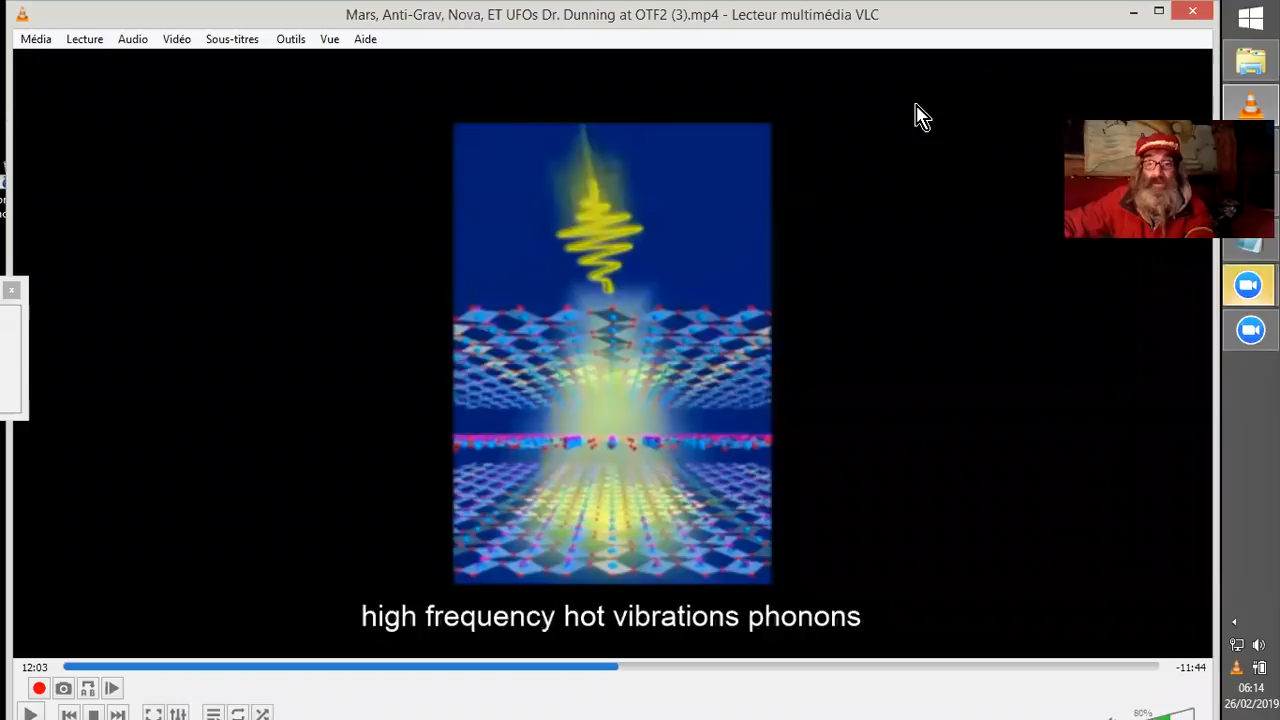 Mars, Anti-Grav, Nova, ET UFOs Dr. Dunning at OTF2 (3).mp4 - Lecteur multimédia VLC
Média Lecture Audio Vidéo Sous-titres Outils Vue Aide
x
high frequency hot vibrations phonons
12:03 -11:44
A B
80%
06:14
26/02/2019